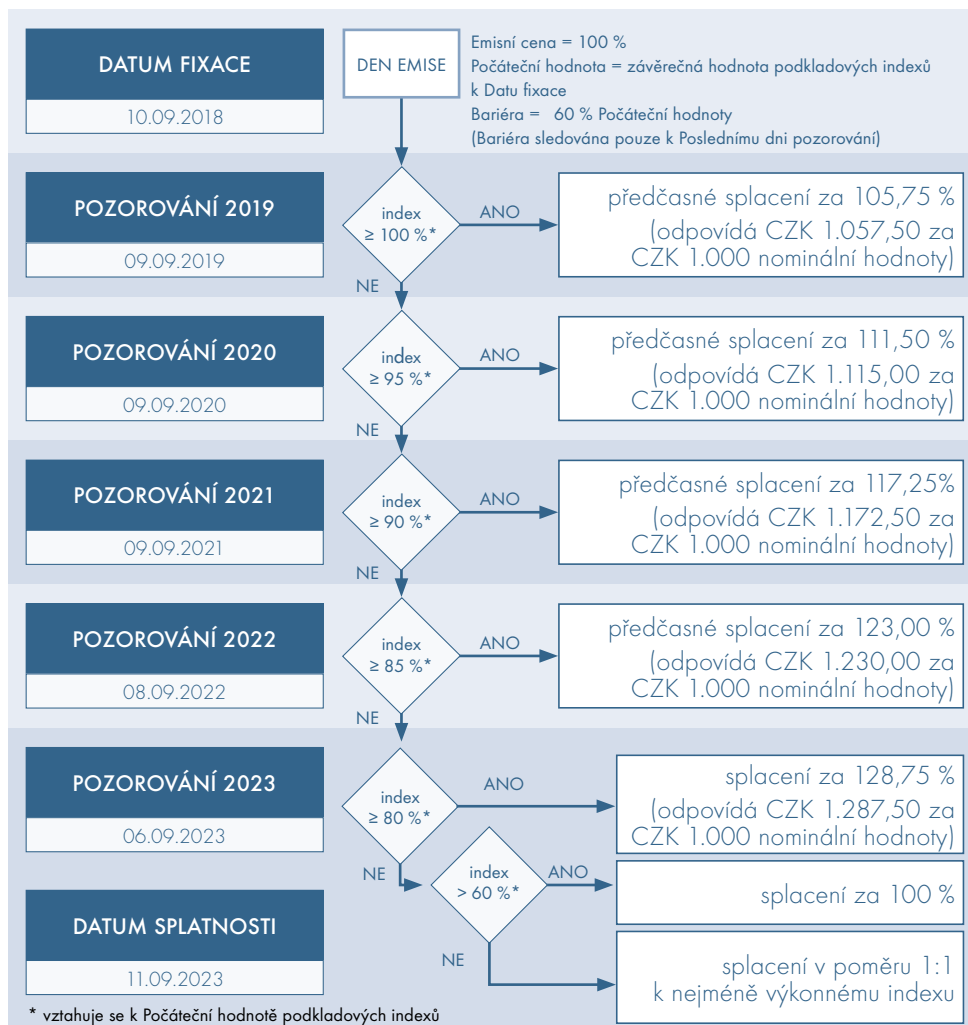 DATUM FIXACE
10.09.2018
DEN EMISE
Emisní cena = 100 %
Počáteční hodnota = závěrečná hodnota podkladových indexů
k Datu fixace
Bariéra = 60 % Počáteční hodnoty
(Bariéra sledována pouze k Poslednímu dni pozorování)
POZOROVÁNÍ 2019
09.09.2019
index
≥ 100 %*
ANO
NE
předčasné splacení za 105,75 %
(odpovídá CZK 1.057,50 za
CZK 1.000 nominální hodnoty)
POZOROVÁNÍ 2020
09.09.2020
index
≥ 95 %*
ANO
NE
předčasné splacení za 111,50 %
(odpovídá CZK 1.115,00 za
CZK 1.000 nominální hodnoty)
POZOROVÁNÍ 2021
09.09.2021
index
≥ 90 %*
ANO
NE
předčasné splacení za 117,25%
(odpovídá CZK 1.172,50 za
CZK 1.000 nominální hodnoty)
POZOROVÁNÍ 2022
08.09.2022
index
≥ 85 %*
ANO
NE
předčasné splacení za 123,00 %
(odpovídá CZK 1.230,00 za
CZK 1.000 nominální hodnoty)
POZOROVÁNÍ 2023
06.09.2023
index
≥ 80 %*
ANO
NE
splacení za 128,75 %
(odpovídá CZK 1.287,50 za
CZK 1.000 nominální hodnoty)
index
> 60 %*
ANO
NE
splacení za 100 %
DATUM SPLATNOSTI
11.09.2023
splacení v poměru 1:1
k nejméně výkonnému indexu
* vztahuje se k Počáteční hodnotě podkladových indexů